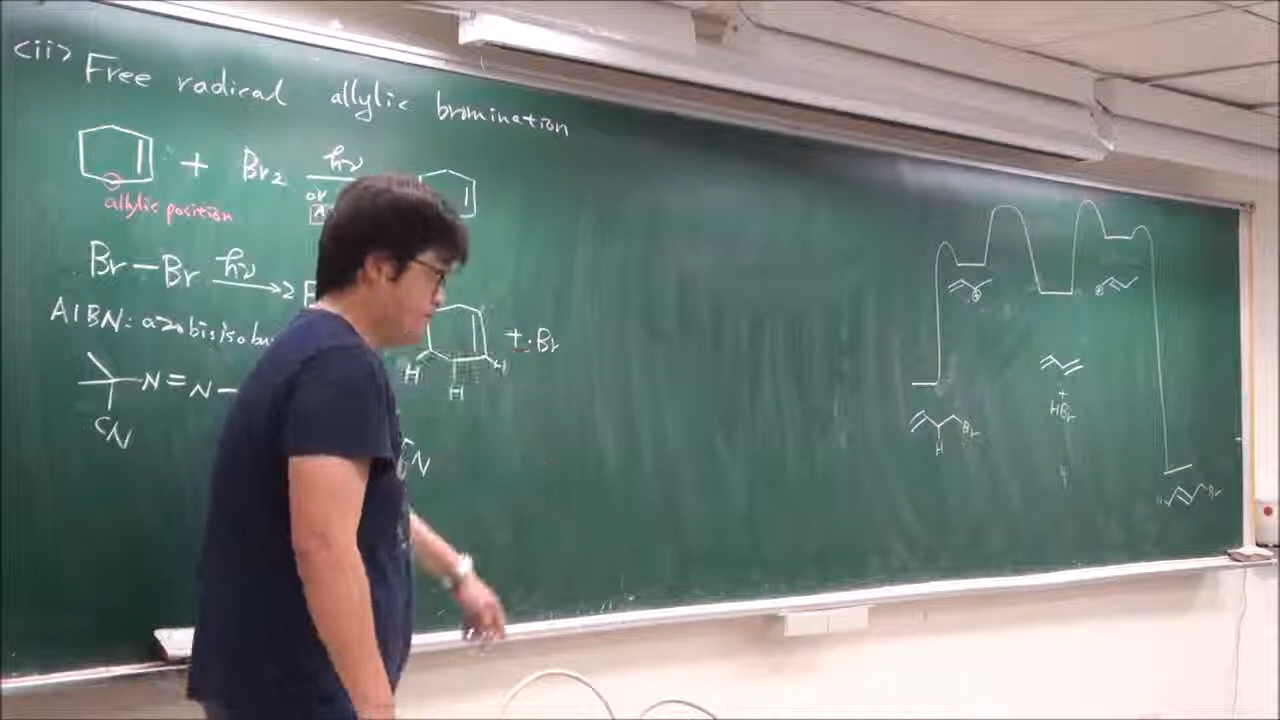 <ii> Free radical allylic bromination
+ Br₂ hν
or
allylic position
Br–Br hν → 2
AIBN: azobisisobu
N=N–
CN
H H H
+ ·Br
CN
⊕
⊕
+
HBr
H
Br
H
Br